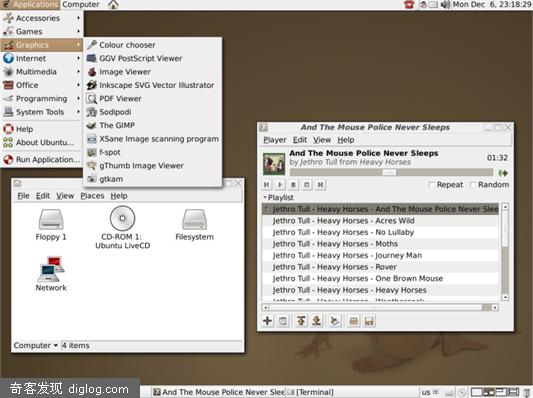 Applications Computer Mon Dec 6, 23:18:29
Accessories
Games
Graphics
Internet
Multimedia
Office
Programming
System Tools
Help
About Ubuntu...
Run Application...
Colour chooser
GGV PostScript Viewer
Image Viewer
Inkscape SVG Vector Illustrator
PDF Viewer
Sodipodi
The GIMP
XSane Image scanning program
f-spot
gThumb Image Viewer
gtkam
File Edit View Places Help
Floppy 1
CD-ROM 1:
Ubuntu LiveCD
Filesystem
Network
Computer 4 items
And The Mouse Police Never Sleeps
Player Edit View Help
And The Mouse Police Never Sleeps
by Jethro Tull from Heavy Horses
01:32
Repeat Random
Playlist
Jethro Tull - Heavy Horses - And The Mouse Police Never Slee
Jethro Tull - Heavy Horses - Acres Wild
Jethro Tull - Heavy Horses - No Lullaby
Jethro Tull - Heavy Horses - Moths
Jethro Tull - Heavy Horses - Journey Man
Jethro Tull - Heavy Horses - Rover
Jethro Tull - Heavy Horses - One Brown Mouse
Jethro Tull - Heavy Horses - Heavy Horses
Jethro Tull - Heavy Horses - Weathercock
And The Mouse Police Never Slee [Terminal] us
奇客发现 diglog.com